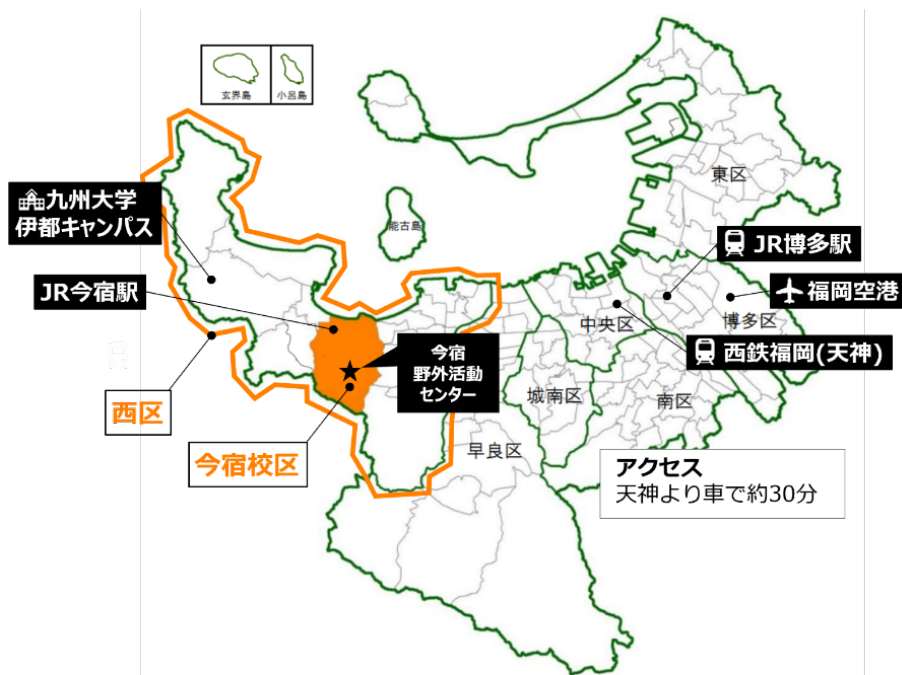 玄界島
小呂島
東区
九州大学
伊都キャンパス
能古島
JR博多駅
JR今宿駅
福岡空港
中央区
博多区
今宿
野外活動
センター
西鉄福岡(天神)
西区
城南区
南区
今宿校区
早良区
アクセス
天神より車で約30分